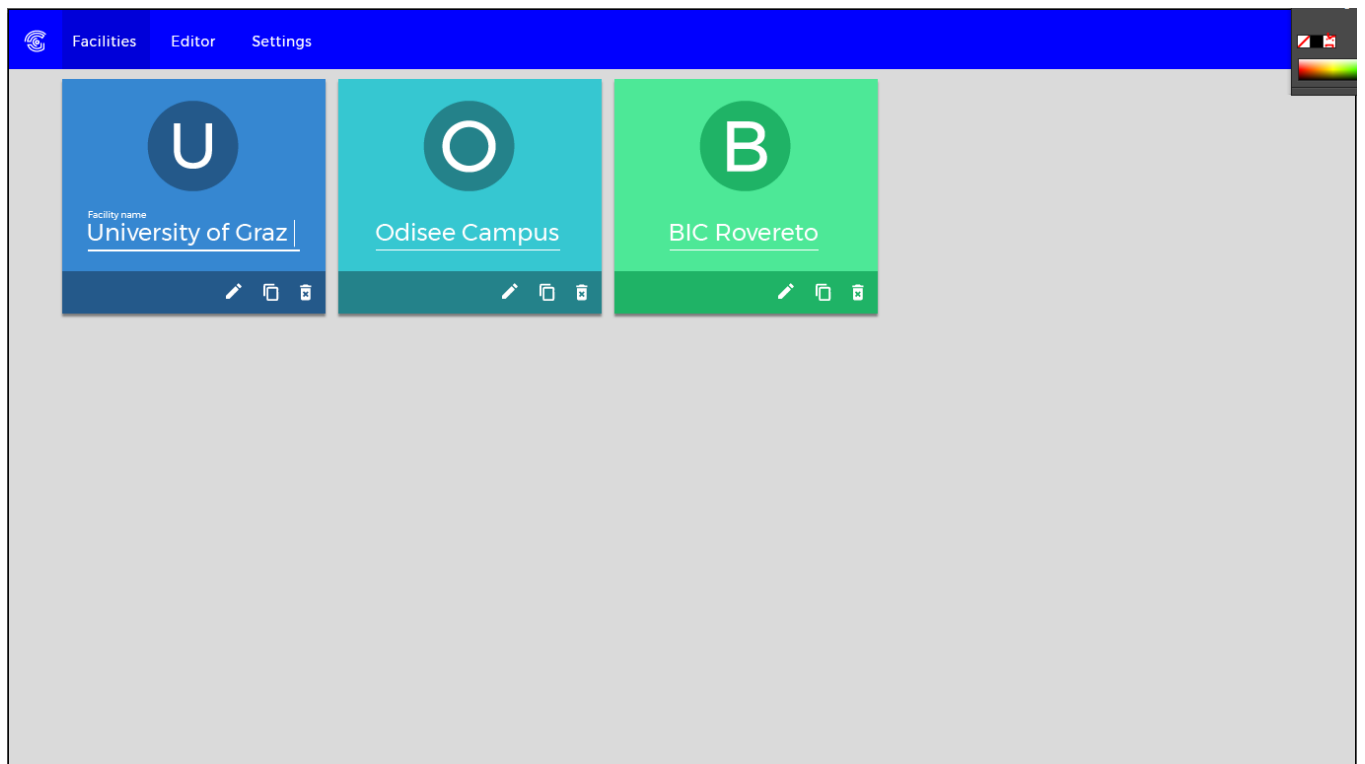 Facilities Editor Settings
U
O
B
Facility name
University of Graz
Odisee Campus
BIC Rovereto